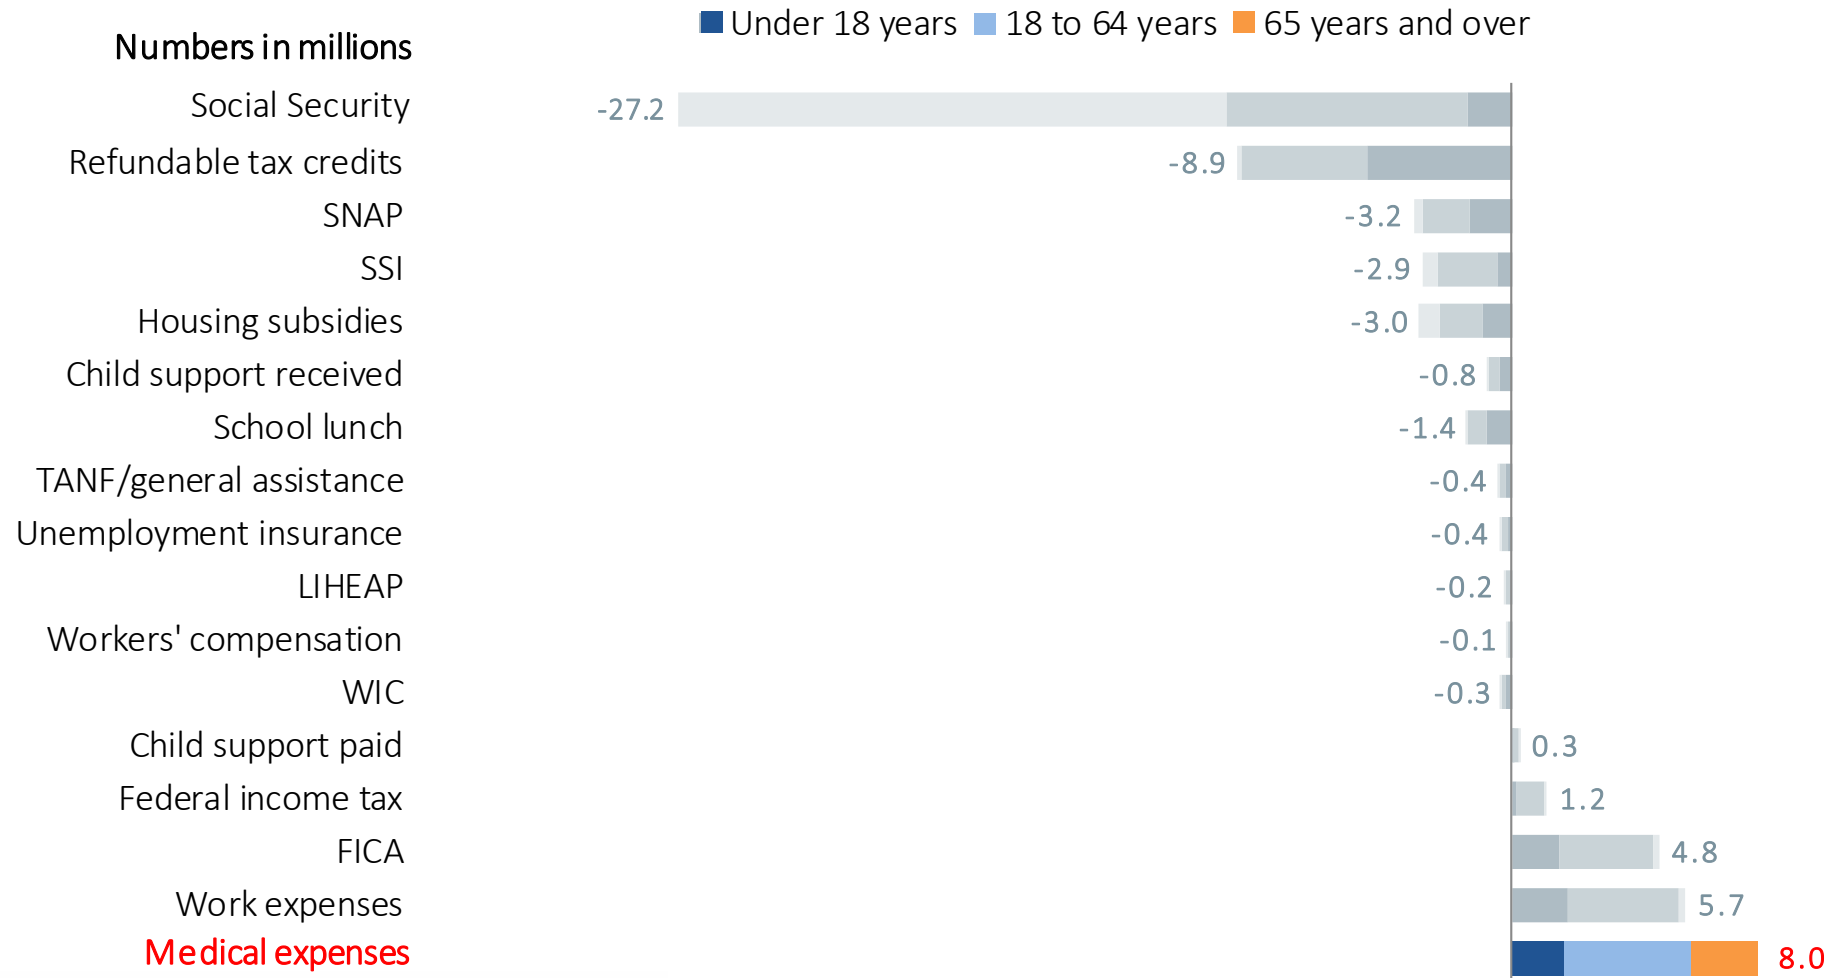 Under 18 years 18 to 64 years 65 years and over
Numbers in millions
Social Security -27.2
Refundable tax credits -8.9
SNAP -3.2
SSI -2.9
Housing subsidies -3.0
Child support received -0.8
School lunch -1.4
TANF/general assistance -0.4
Unemployment insurance -0.4
LIHEAP -0.2
Workers' compensation -0.1
WIC -0.3
Child support paid 0.3
Federal income tax 1.2
FICA 4.8
Work expenses 5.7
Medical expenses 8.0